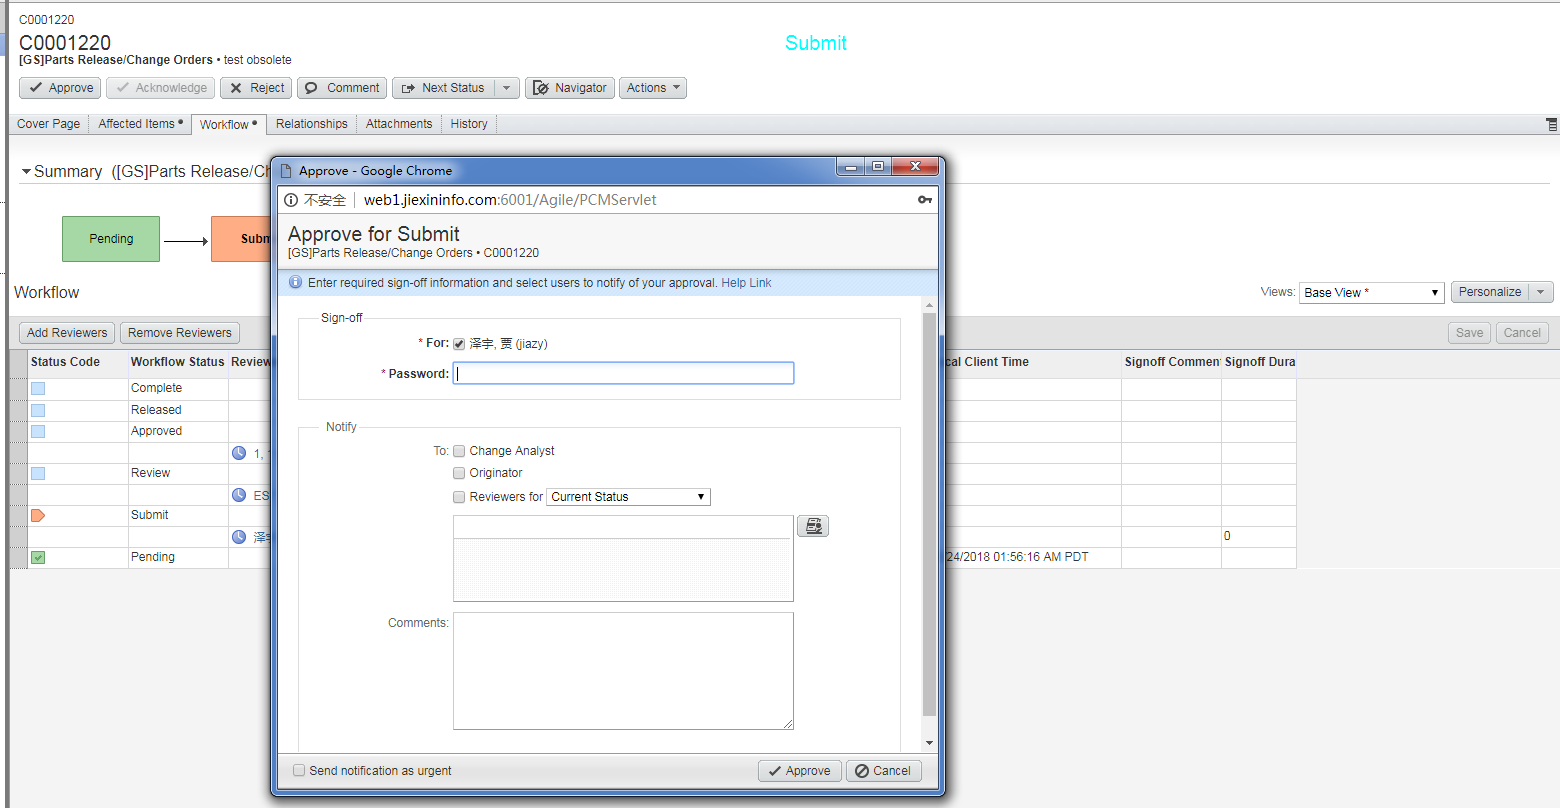 C0001220
C0001220
Submit
[GS]Parts Release/Change Orders • test obsolete
Approve Acknowledge Reject Comment Next Status Navigator Actions
Cover Page Affected Items • Workflow • Relationships Attachments History
Summary ([GS]Parts Release/Ch
Pending Subm
Workflow
Views: Base View * Personalize
Add Reviewers Remove Reviewers Save Cancel
Status Code Workflow Status Review cal Client Time Signoff Commen Signoff Dura
Complete
Released
Approved
1,
Review
ES
Submit
泽宇 0
Pending 24/2018 01:56:16 AM PDT
Approve - Google Chrome
不安全 web1.jiexininfo.com:6001/Agile/PCMServlet
Approve for Submit
[GS]Parts Release/Change Orders • C0001220
Enter required sign-off information and select users to notify of your approval. Help Link
Sign-off
* For: 泽宇, 贾 (jiazy)
* Password:
Notify
To: Change Analyst
Originator
Reviewers for Current Status
Comments:
Send notification as urgent Approve Cancel